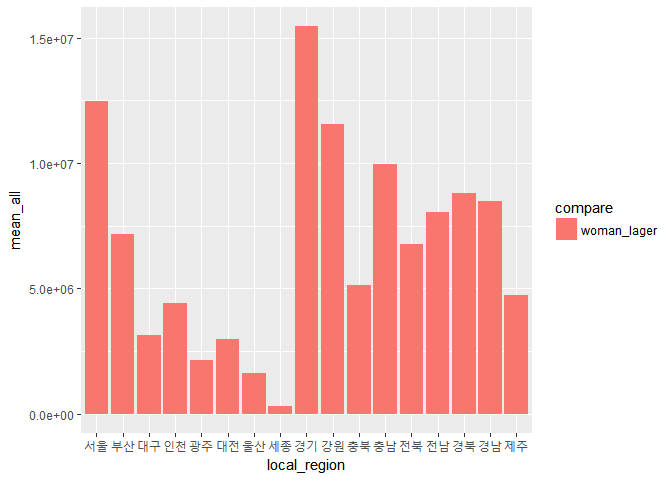 mean_all
1.5e+07
1.0e+07
5.0e+06
0.0e+00
서울 부산 대구 인천 광주 대전 울산 세종 경기 강원 충북 충남 전북 전남 경북 경남 제주
local_region
compare
woman_lager